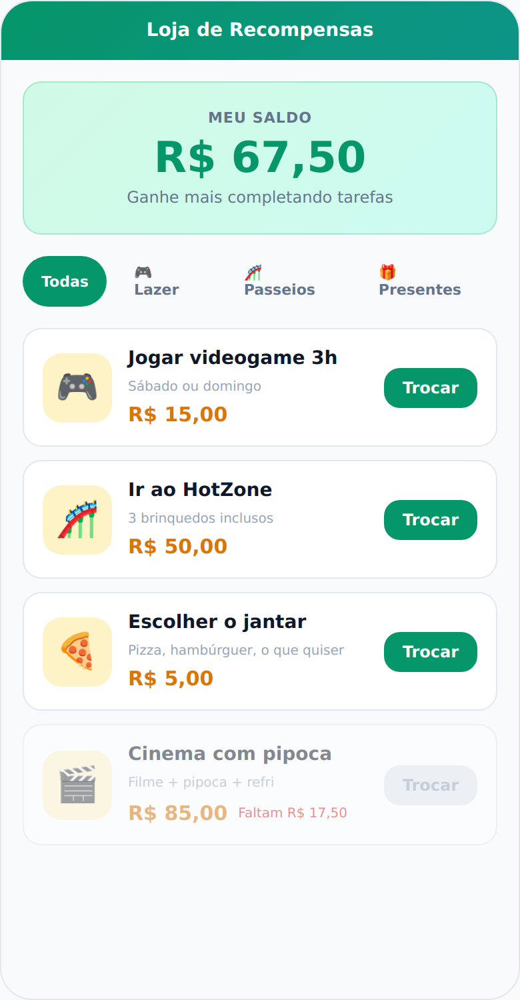 Loja de Recompensas
MEU SALDO
R$ 67,50
Ganhe mais completando tarefas
Todas
Lazer
Passeios
Presentes
Jogar videogame 3h
Sábado ou domingo
R$ 15,00
Trocar
Ir ao HotZone
3 brinquedos inclusos
R$ 50,00
Trocar
Escolher o jantar
Pizza, hambúrguer, o que quiser
R$ 5,00
Trocar
Cinema com pipoca
Filme + pipoca + refri
R$ 85,00 Faltam R$ 17,50
Trocar